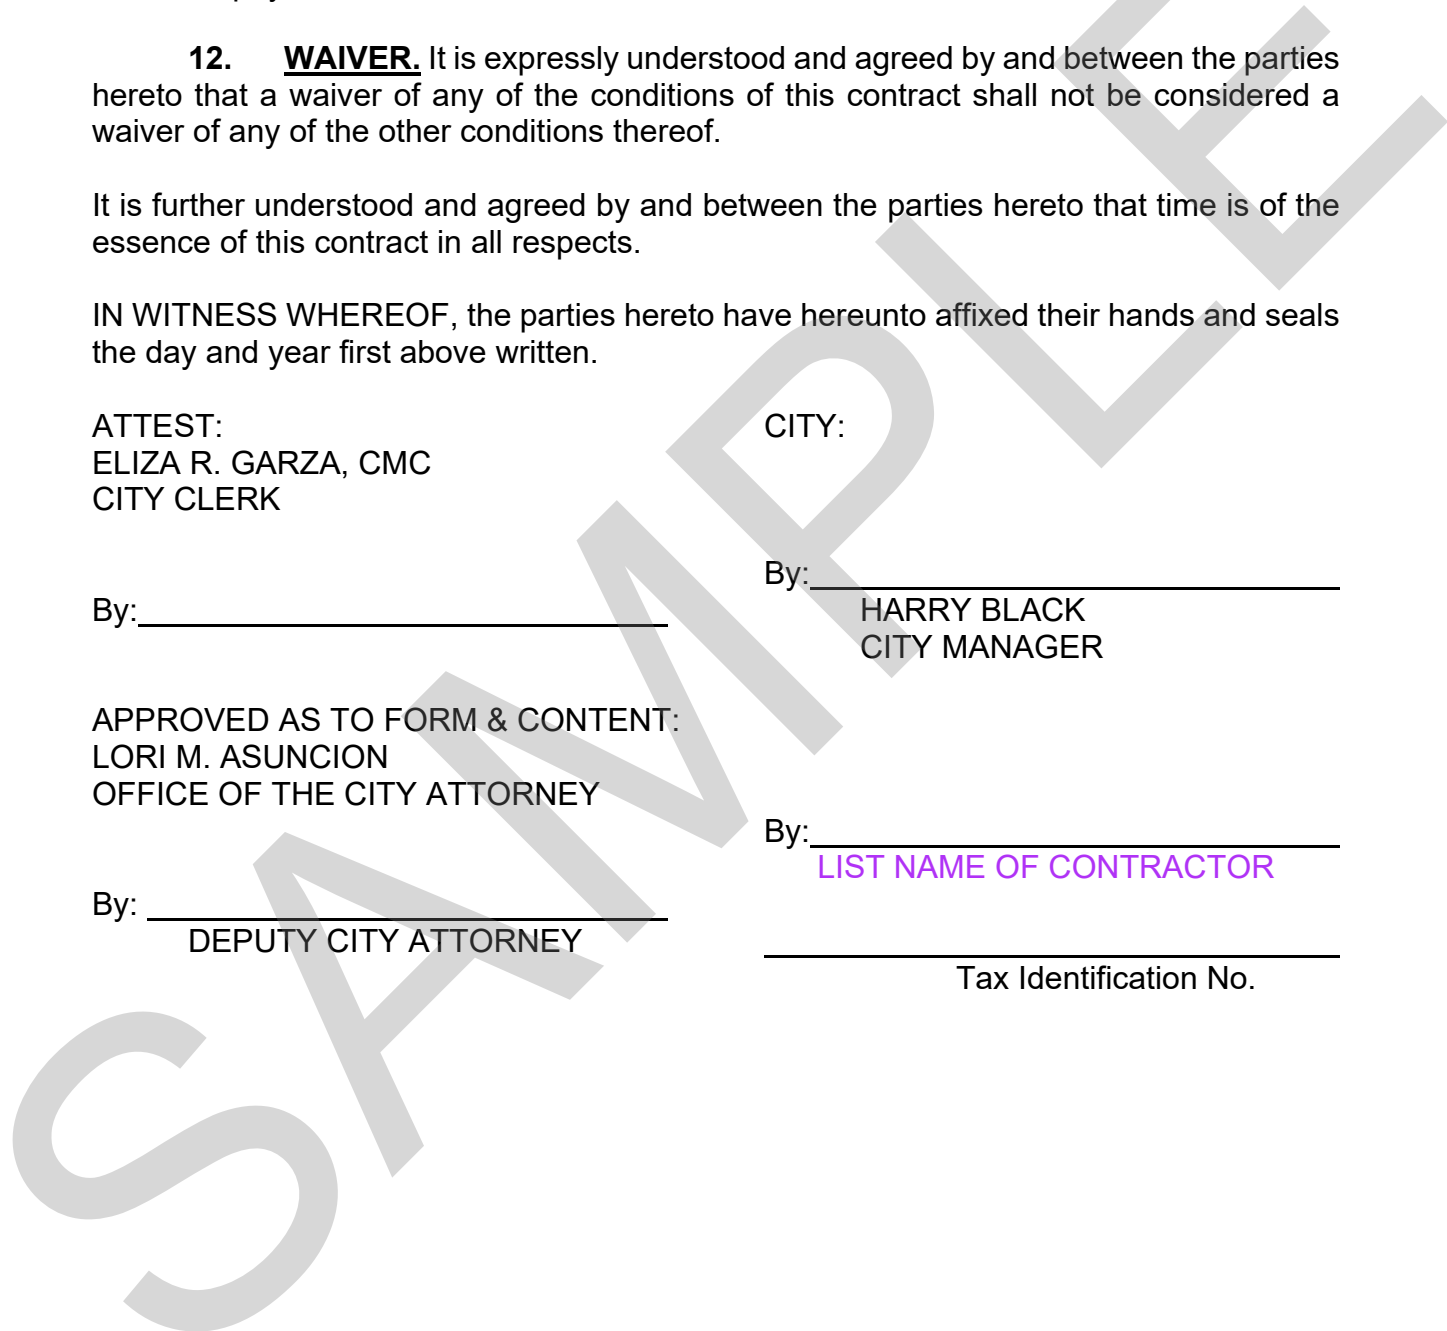 12. WAIVER. It is expressly understood and agreed by and between the parties
hereto that a waiver of any of the conditions of this contract shall not be considered a
waiver of any of the other conditions thereof.
It is further understood and agreed by and between the parties hereto that time is of the
essence of this contract in all respects.
IN WITNESS WHEREOF, the parties hereto have hereunto affixed their hands and seals
the day and year first above written.
ATTEST:
ELIZA R. GARZA, CMC
CITY CLERK
By:
APPROVED AS TO FORM & CONTENT:
LORI M. ASUNCION
OFFICE OF THE CITY ATTORNEY
By:
DEPUTY CITY ATTORNEY
CITY:
By:
HARRY BLACK
CITY MANAGER
By:
LIST NAME OF CONTRACTOR
Tax Identification No.
SAMPLE